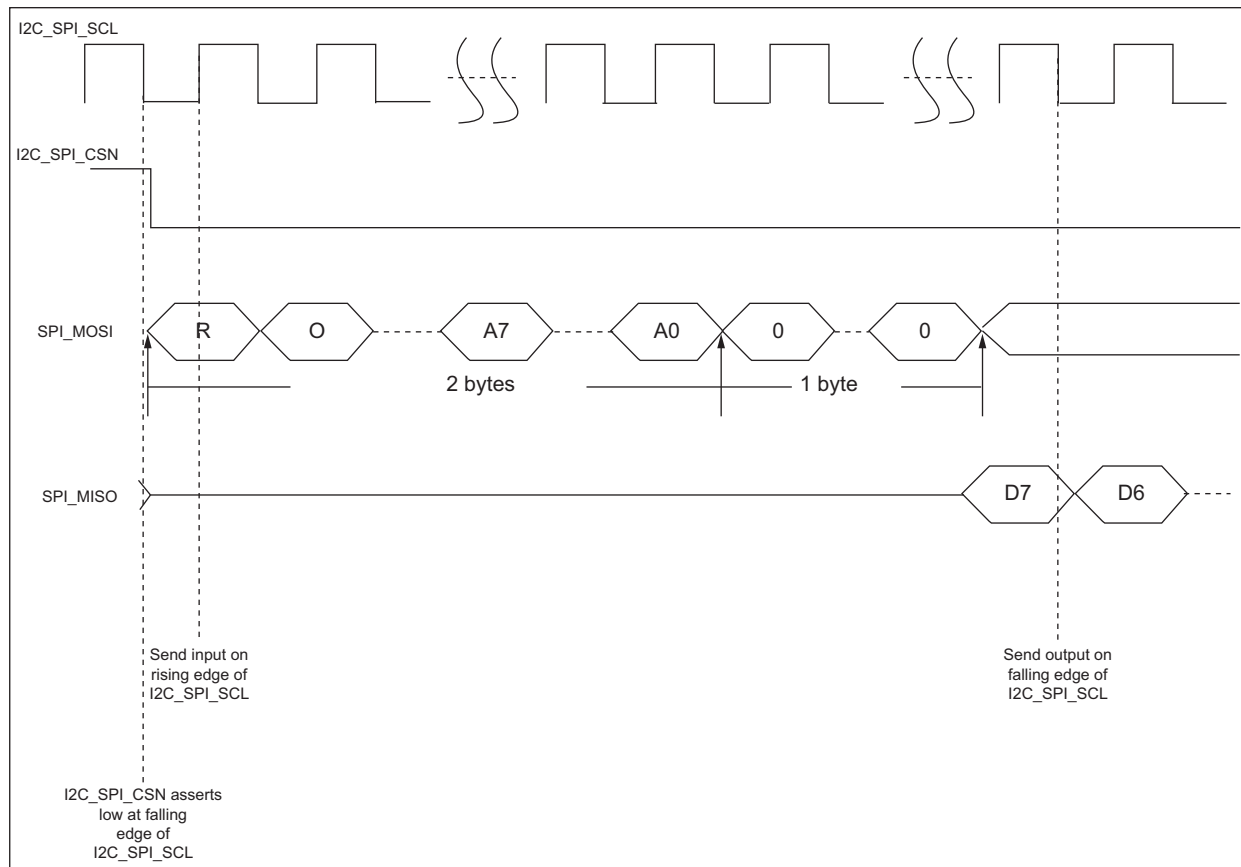 I2C_SPI_SCL
I2C_SPI_CSN
SPI_MOSI
R
O
A7
A0
0
0
2 bytes
1 byte
SPI_MISO
D7
D6
Send input on
rising edge of
I2C_SPI_SCL
Send output on
falling edge of
I2C_SPI_SCL
I2C_SPI_CSN asserts
low at falling
edge of
I2C_SPI_SCL